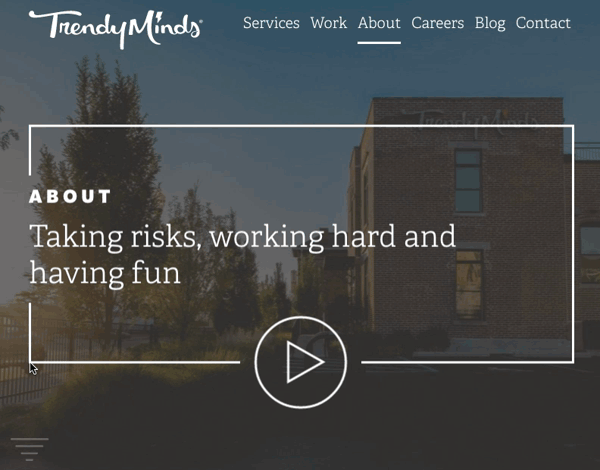 TrendyMinds
Services Work About Careers Blog Contact
TrendyMinds
ABOUT
Taking risks, working hard and
having fun